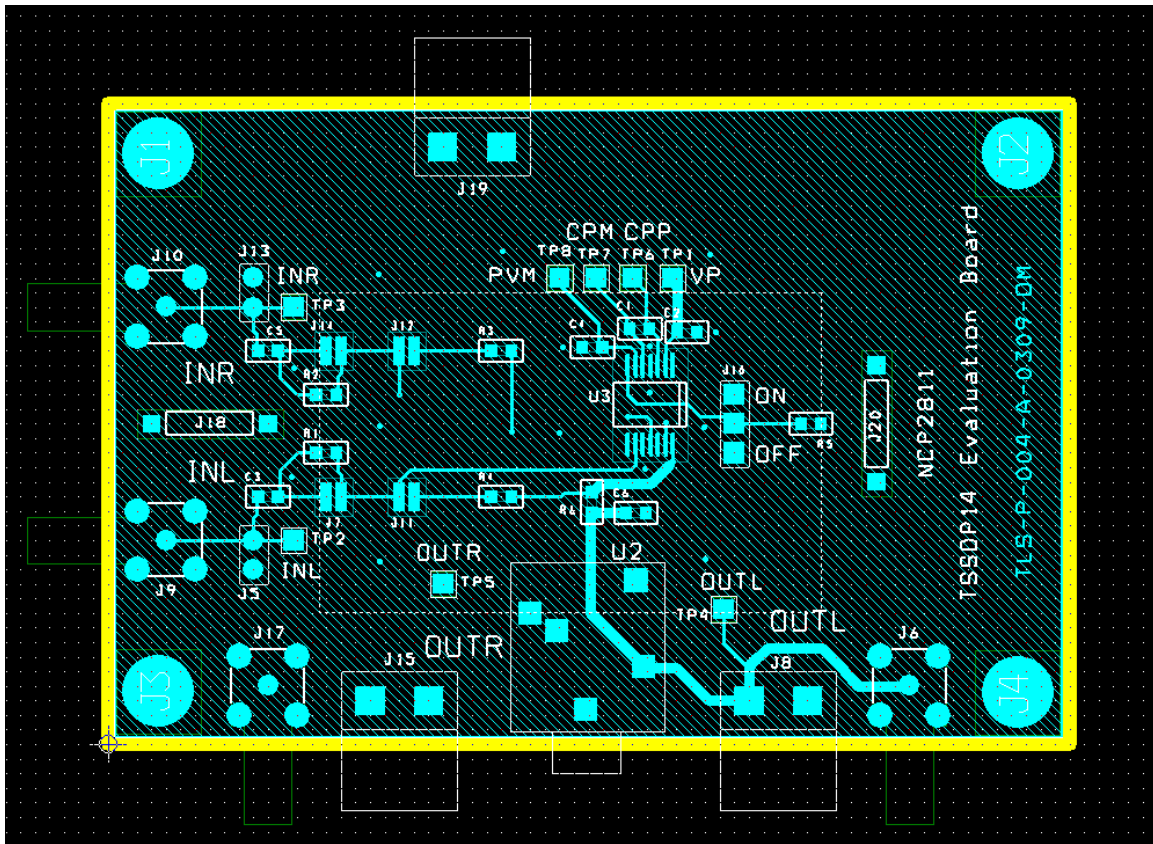 J1
J2
J19
CPM CPP
TP8 TP7 TP6 TP1
PVM
VP
J10
J13
INR
TP3
C5
J14
J12
R3
C4
C1
C2
R2
INR
J18
U3
J16
ON
OFF
R5
J20
NCP2811
TSSOP14 Evaluation Board
TLS-P-004-A-0309-DM
R1
INL
C3
J7
J11
R4
R6
C6
TP2
INL
J9
J5
OUTR
TP5
U2
OUTL
TP4
OUTL
J17
J15
OUTR
J8
J6
J3
J4